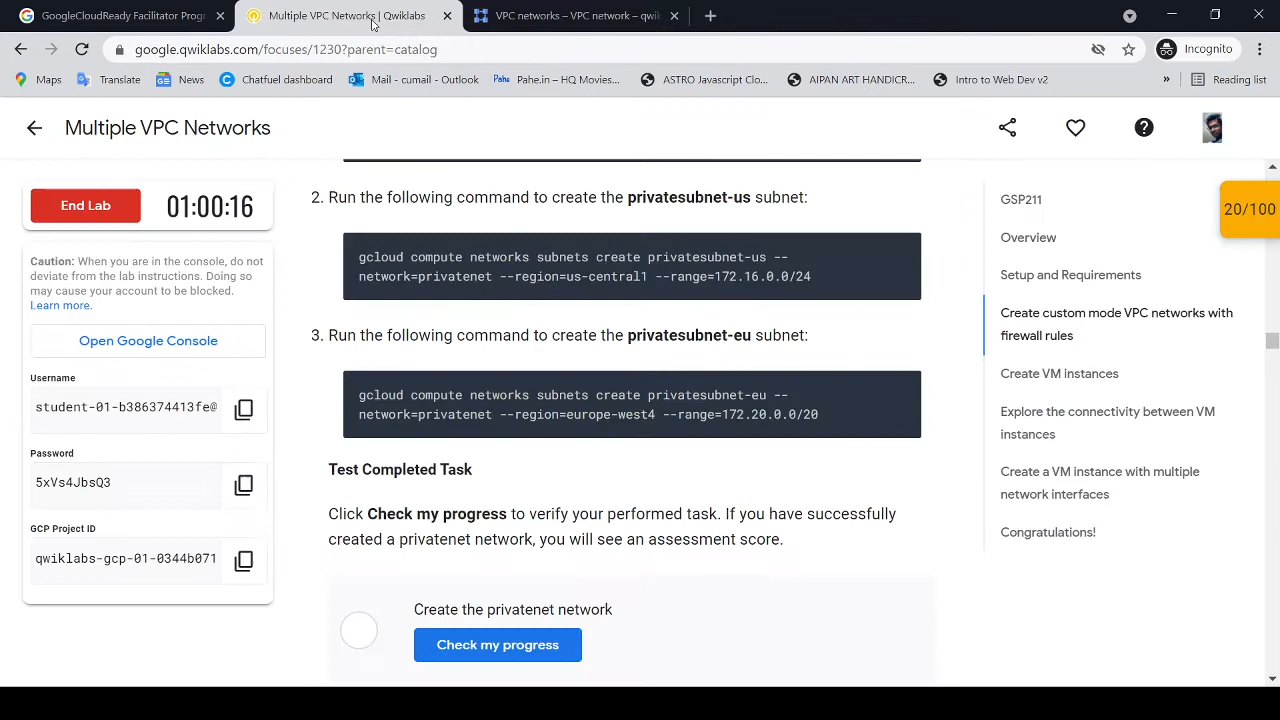 GoogleCloudReady Facilitator Progr
Multiple VPC Networks | Qwiklabs
VPC networks – VPC network – qwik
google.qwiklabs.com/focuses/1230?parent=catalog
Incognito
Maps
Translate
News
Chatfuel dashboard
Mail - cumail - Outlook
Pahe Pahe.in – HQ Movies...
ASTRO Javascript Clo...
AIPAN ART HANDICR...
Intro to Web Dev v2
»
Reading list
Multiple VPC Networks
End Lab
01:00:16
Caution: When you are in the console, do not
deviate from the lab instructions. Doing so
may cause your account to be blocked.
Learn more.
Open Google Console
Username
student-01-b386374413fe@
Password
5xVs4JbsQ3
GCP Project ID
qwiklabs-gcp-01-0344b071
2. Run the following command to create the privatesubnet-us subnet:
gcloud compute networks subnets create privatesubnet-us --
network=privatenet --region=us-central1 --range=172.16.0.0/24
3. Run the following command to create the privatesubnet-eu subnet:
gcloud compute networks subnets create privatesubnet-eu --
network=privatenet --region=europe-west4 --range=172.20.0.0/20
Test Completed Task
Click Check my progress to verify your performed task. If you have successfully
created a privatenet network, you will see an assessment score.
Create the privatenet network
Check my progress
GSP211
Overview
Setup and Requirements
Create custom mode VPC networks with
firewall rules
Create VM instances
Explore the connectivity between VM
instances
Create a VM instance with multiple
network interfaces
Congratulations!
20/100